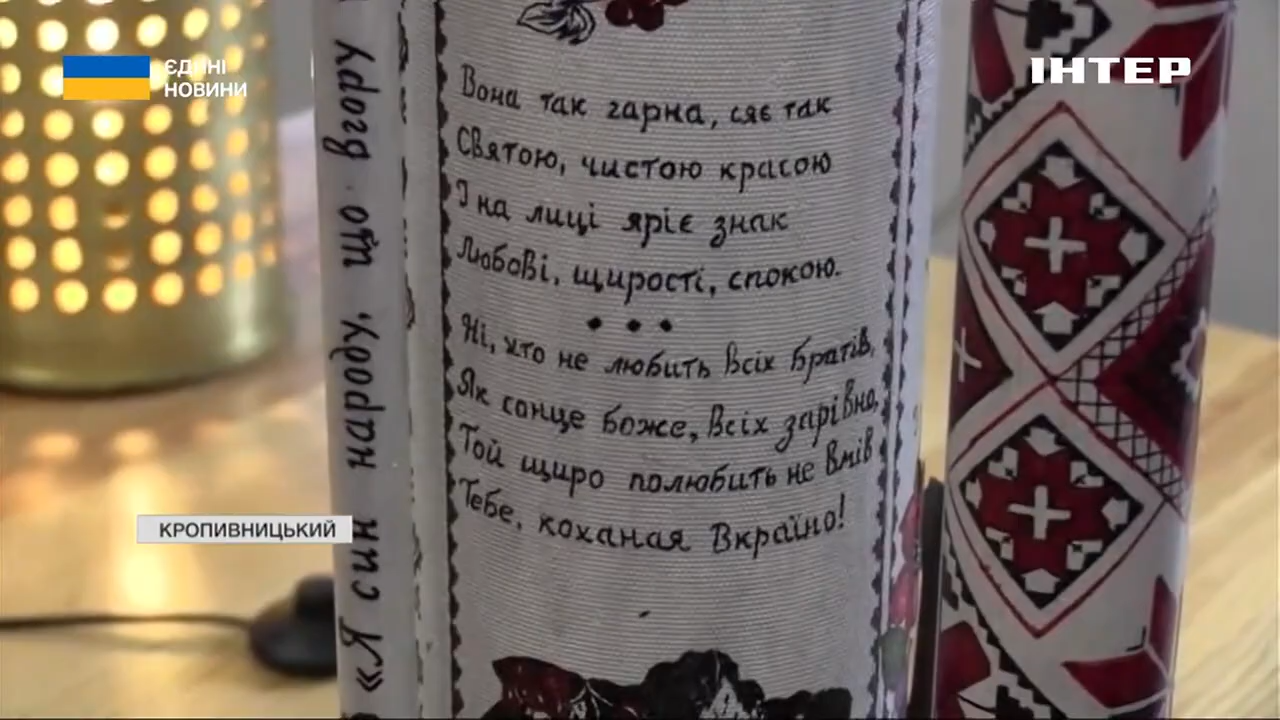 ЄДИНІ
НОВИНИ
ІНТЕР
Вона так гарна, сяє так
Святою, чистою красою
І на лиці яріє знак
Любові, щирості, спокою.
Ні, хто не любить всіх братів,
Як сонце боже, всіх зарівно,
Той щиро полюбить не вмів
Тебе, коханая Вкраїно!
«Я син народу, що вгору
КРОПИВНИЦЬКИЙ